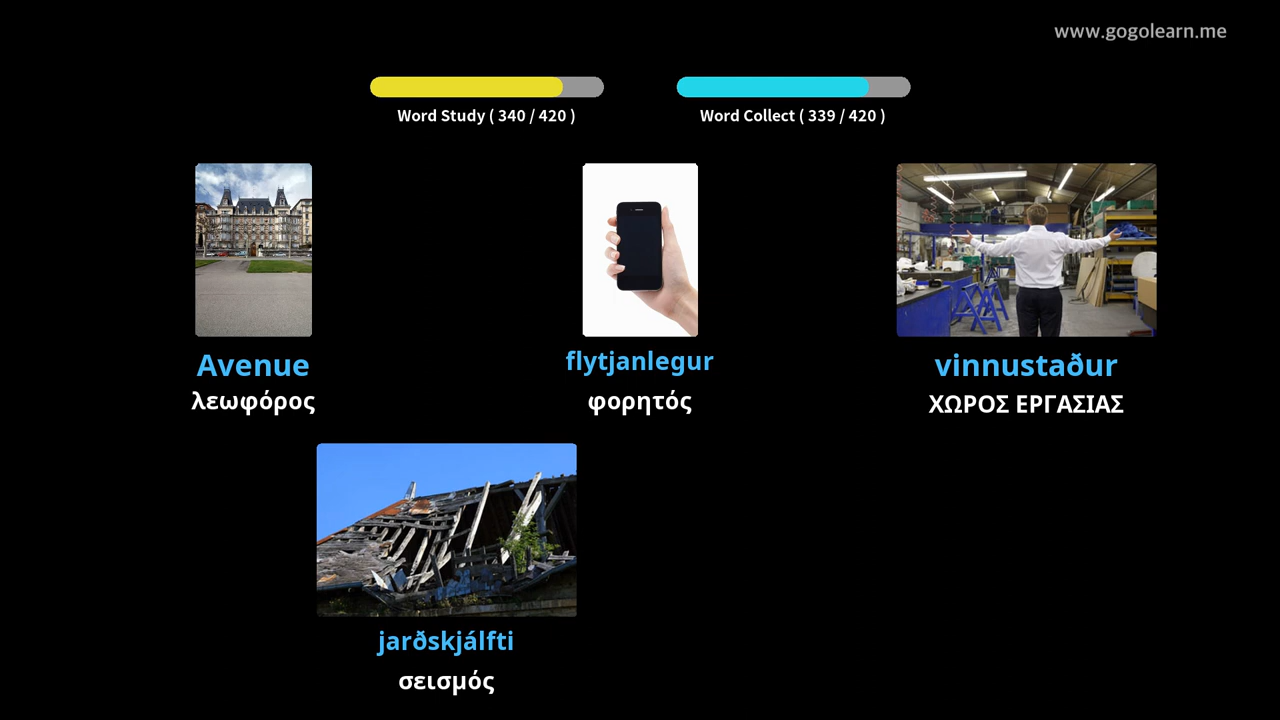 www.gogolearn.me
Word Study ( 340 / 420 )
Word Collect ( 339 / 420 )
Avenue
λεωφόρος
flytjanlegur
φορητός
vinnustaður
ΧΩΡΟΣ ΕΡΓΑΣΙΑΣ
jarðskjálfti
σεισμός